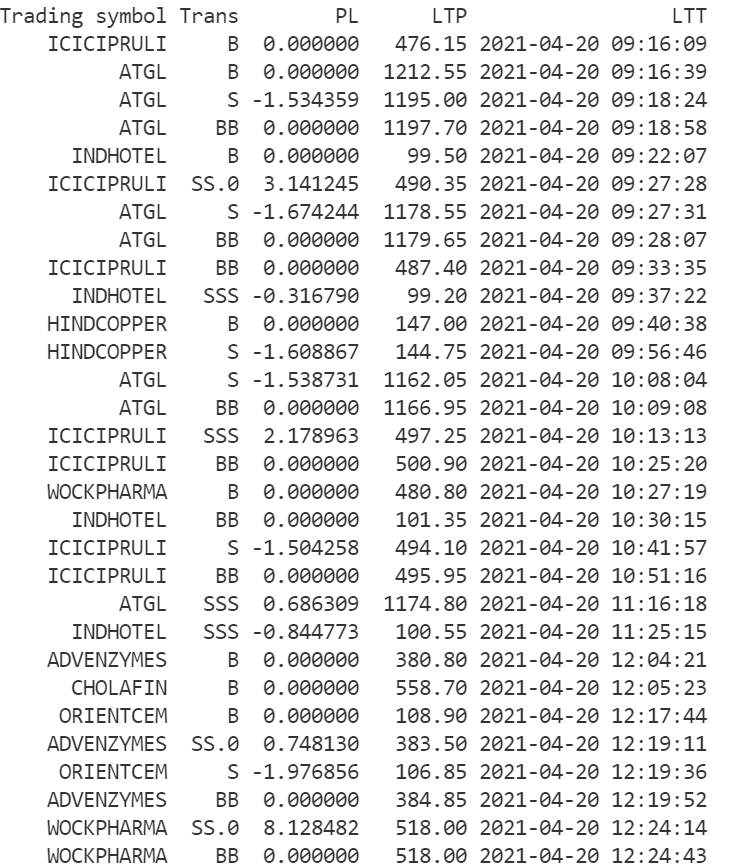 Trading symbol Trans PL LTP LTT
ICICIPRULI B 0.000000 476.15 2021-04-20 09:16:09
ATGL B 0.000000 1212.55 2021-04-20 09:16:39
ATGL S -1.534359 1195.00 2021-04-20 09:18:24
ATGL BB 0.000000 1197.70 2021-04-20 09:18:58
INDHOTEL B 0.000000 99.50 2021-04-20 09:22:07
ICICIPRULI SS.0 3.141245 490.35 2021-04-20 09:27:28
ATGL S -1.674244 1178.55 2021-04-20 09:27:31
ATGL BB 0.000000 1179.65 2021-04-20 09:28:07
ICICIPRULI BB 0.000000 487.40 2021-04-20 09:33:35
INDHOTEL SSS -0.316790 99.20 2021-04-20 09:37:22
HINDCOPPER B 0.000000 147.00 2021-04-20 09:40:38
HINDCOPPER S -1.608867 144.75 2021-04-20 09:56:46
ATGL S -1.538731 1162.05 2021-04-20 10:08:04
ATGL BB 0.000000 1166.95 2021-04-20 10:09:08
ICICIPRULI SSS 2.178963 497.25 2021-04-20 10:13:13
ICICIPRULI BB 0.000000 500.90 2021-04-20 10:25:20
WOCKPHARMA B 0.000000 480.80 2021-04-20 10:27:19
INDHOTEL BB 0.000000 101.35 2021-04-20 10:30:15
ICICIPRULI S -1.504258 494.10 2021-04-20 10:41:57
ICICIPRULI BB 0.000000 495.95 2021-04-20 10:51:16
ATGL SSS 0.686309 1174.80 2021-04-20 11:16:18
INDHOTEL SSS -0.844773 100.55 2021-04-20 11:25:15
ADVENZYMES B 0.000000 380.80 2021-04-20 12:04:21
CHOLAFIN B 0.000000 558.70 2021-04-20 12:05:23
ORIENTCEM B 0.000000 108.90 2021-04-20 12:17:44
ADVENZYMES SS.0 0.748130 383.50 2021-04-20 12:19:11
ORIENTCEM S -1.976856 106.85 2021-04-20 12:19:36
ADVENZYMES BB 0.000000 384.85 2021-04-20 12:19:52
WOCKPHARMA SS.0 8.128482 518.00 2021-04-20 12:24:14
WOCKPHARMA BB 0.000000 518.00 2021-04-20 12:24:43